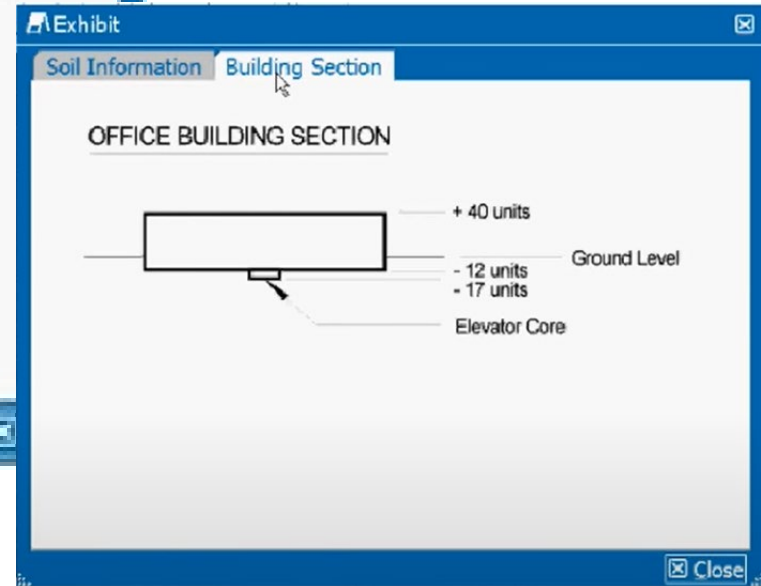 Exhibit
Soil Information Building Section
OFFICE BUILDING SECTION
+ 40 units
Ground Level
- 12 units
- 17 units
Elevator Core
Close